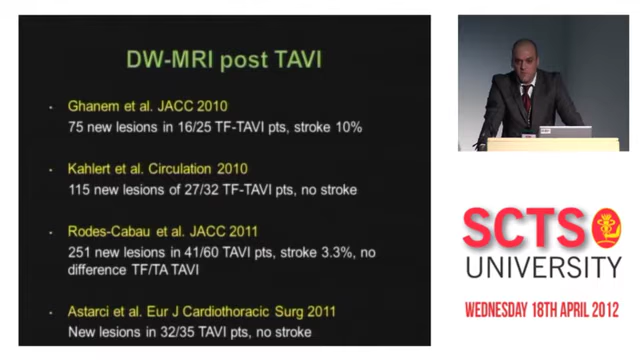 DW-MRI post TAVI
Ghanem et al. JACC 2010
75 new lesions in 16/25 TF-TAVI pts, stroke 10%
Kahlert et al. Circulation 2010
115 new lesions of 27/32 TF-TAVI pts, no stroke
Rodes-Cabau et al. JACC 2011
251 new lesions in 41/60 TAVI pts, stroke 3.3%, no
difference TF/TA TAVI
Astarci et al. Eur J Cardiothoracic Surg 2011
New lesions in 32/35 TAVI pts, no stroke
SCTS
UNIVERSITY
WEDNESDAY 18TH APRIL 2012